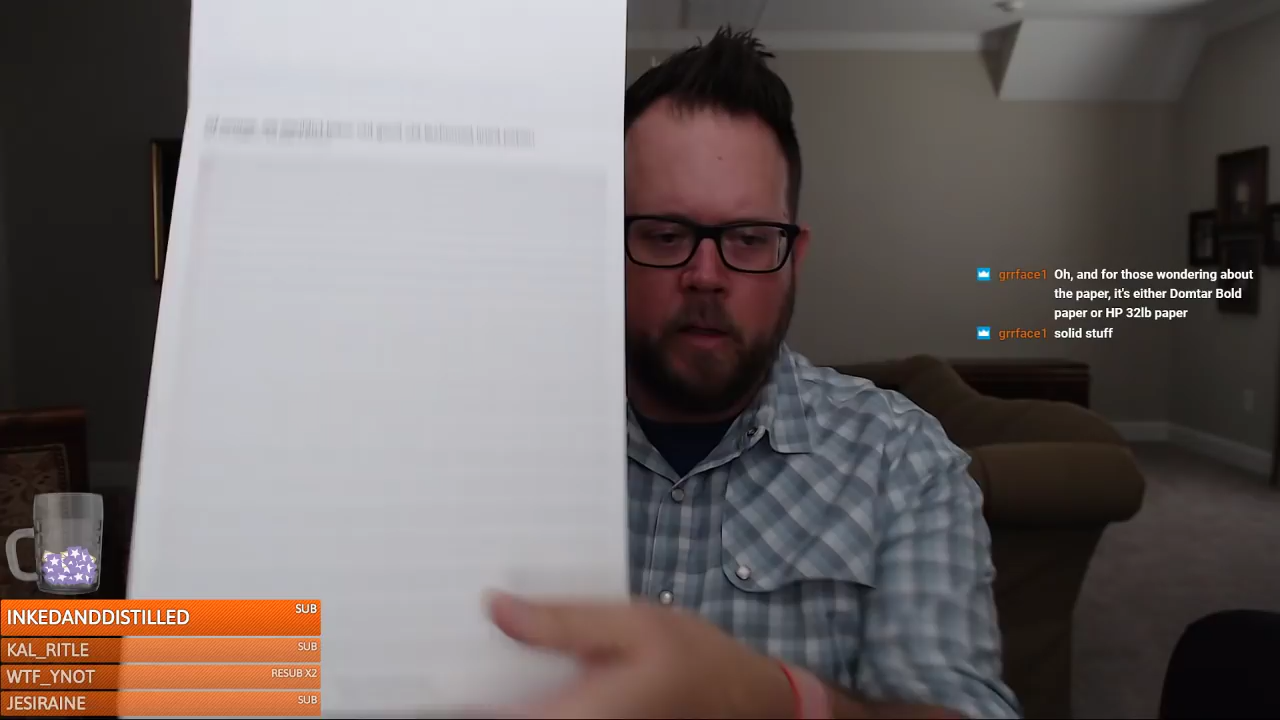 grrface1 Oh, and for those wondering about
the paper, it's either Domtar Bold
paper or HP 32lb paper
grrface1 solid stuff
INKEDANDDISTILLED SUB
KAL_RITLE SUB
WTF_YNOT RESUB X2
JESIRAINE SUB